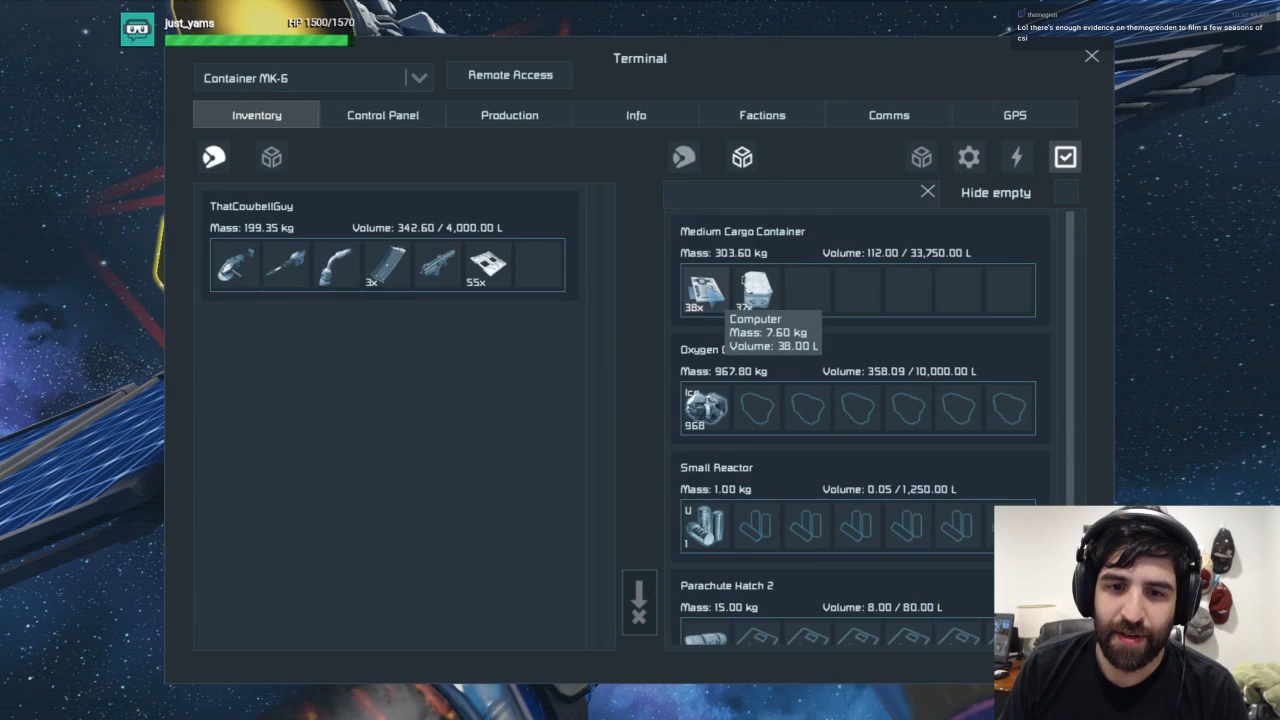 just_yams
HP 1500/1570
themegren
Lol there's enough evidence on themegrenden to film a few seasons of
csi
Terminal
Container MK-6
Remote Access
Inventory
Control Panel
Production
Info
Factions
Comms
GPS
Hide empty
ThatCowbellGuy
Mass: 199.35 kg
Volume: 342.60 / 4,000.00 L
3x
55x
Medium Cargo Container
Mass: 303.60 kg
Volume: 112.00 / 33,750.00 L
38x
37x
Computer
Mass: 7.60 kg
Volume: 38.00 L
Oxygen
Mass: 967.80 kg
Volume: 358.09 / 10,000.00 L
Ice
968
Small Reactor
Mass: 1.00 kg
Volume: 0.05 / 1,250.00 L
U
1
Parachute Hatch 2
Mass: 15.00 kg
Volume: 8.00 / 80.00 L